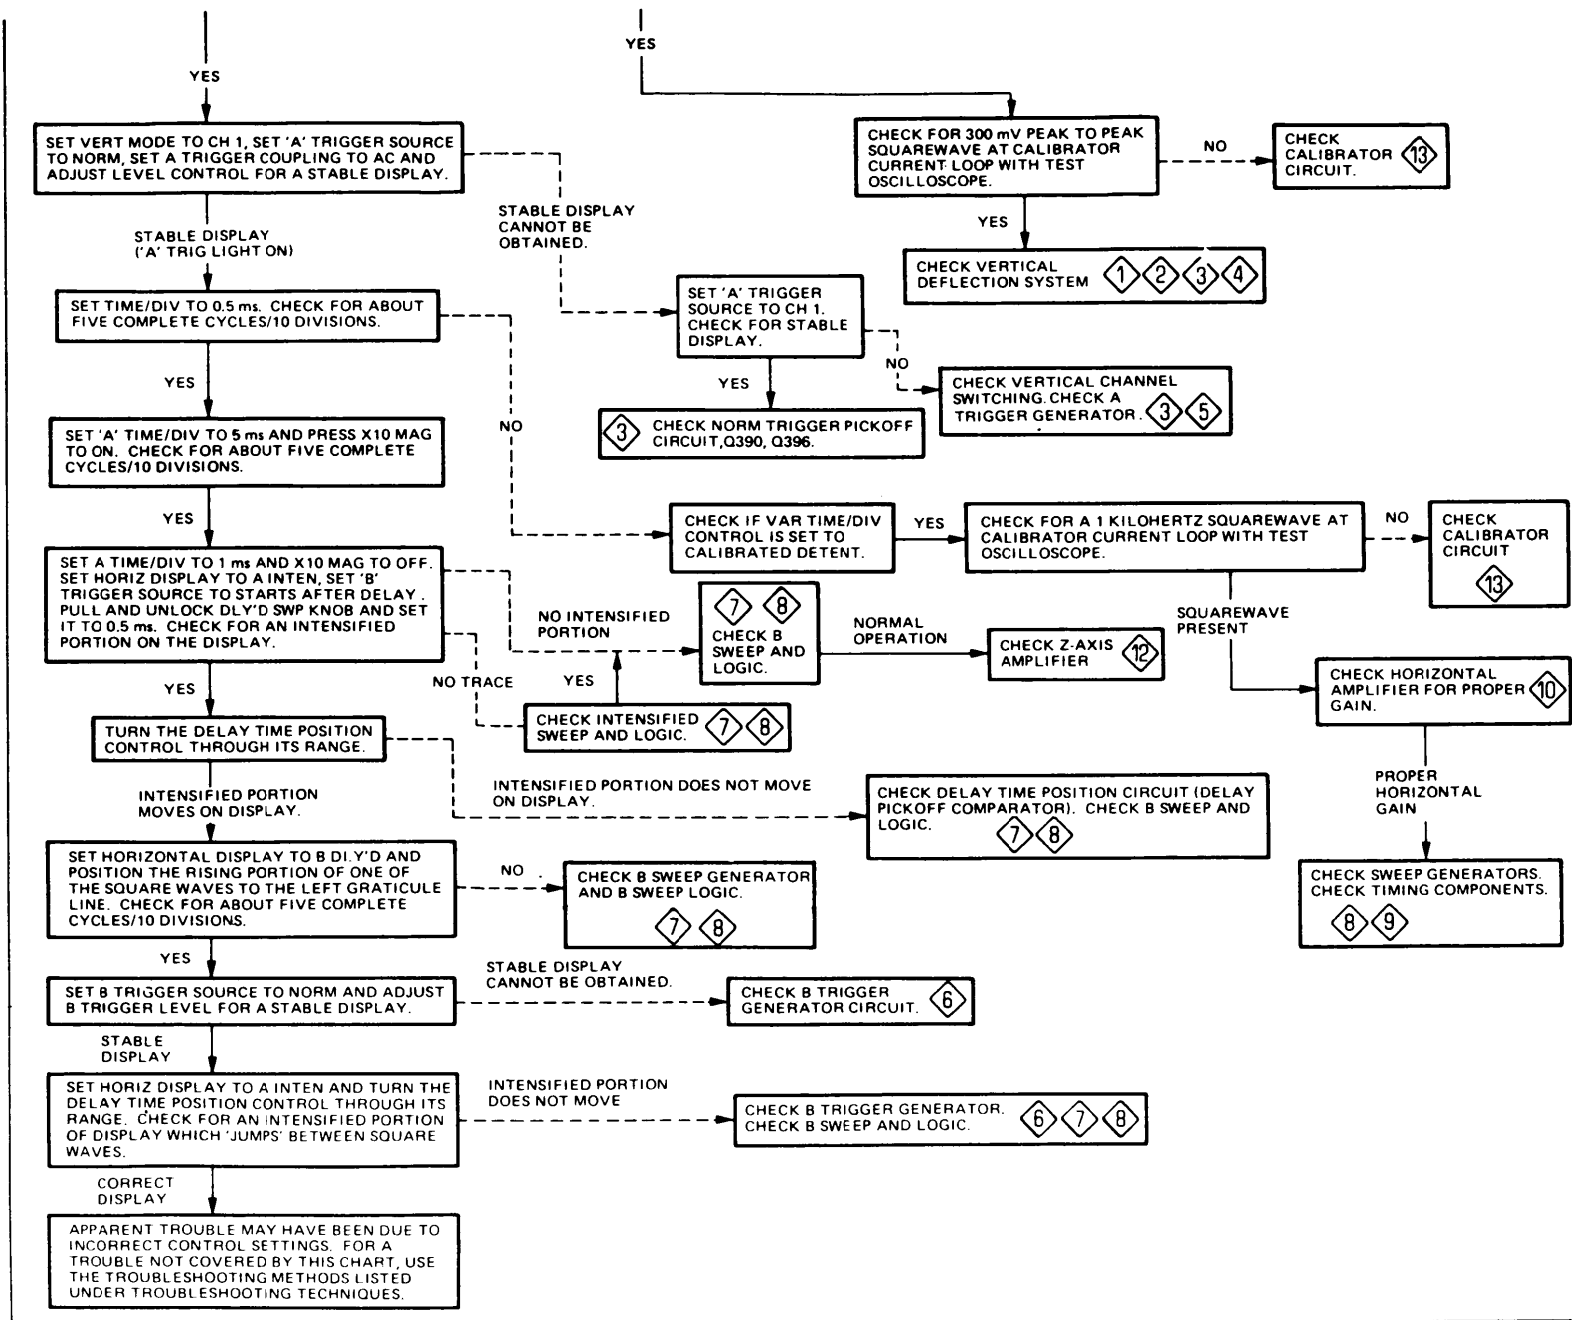 YES
YES
SET VERT MODE TO CH 1, SET 'A' TRIGGER SOURCE
TO NORM, SET A TRIGGER COUPLING TO AC AND
ADJUST LEVEL CONTROL FOR A STABLE DISPLAY.
CHECK FOR 300 mV PEAK TO PEAK
SQUAREWAVE AT CALIBRATOR
CURRENT LOOP WITH TEST
OSCILLOSCOPE.
NO
CHECK
CALIBRATOR
CIRCUIT.
13
STABLE DISPLAY
CANNOT BE
OBTAINED.
YES
STABLE DISPLAY
('A' TRIG LIGHT ON)
CHECK VERTICAL
DEFLECTION SYSTEM
1 2 3 4
SET TIME/DIV TO 0.5 ms. CHECK FOR ABOUT
FIVE COMPLETE CYCLES/10 DIVISIONS.
SET 'A' TRIGGER
SOURCE TO CH 1.
CHECK FOR STABLE
DISPLAY.
YES
YES
NO
CHECK VERTICAL CHANNEL
SWITCHING. CHECK A
TRIGGER GENERATOR.
3 5
NO
3
CHECK NORM TRIGGER PICKOFF
CIRCUIT, Q390, Q396.
SET 'A' TIME/DIV TO 5 ms AND PRESS X10 MAG
TO ON. CHECK FOR ABOUT FIVE COMPLETE
CYCLES/10 DIVISIONS.
YES
CHECK IF VAR TIME/DIV
CONTROL IS SET TO
CALIBRATED DETENT.
YES
CHECK FOR A 1 KILOHERTZ SQUAREWAVE AT
CALIBRATOR CURRENT LOOP WITH TEST
OSCILLOSCOPE.
NO
CHECK
CALIBRATOR
CIRCUIT
13
SET A TIME/DIV TO 1 ms AND X10 MAG TO OFF.
SET HORIZ DISPLAY TO A INTEN, SET 'B'
TRIGGER SOURCE TO STARTS AFTER DELAY.
PULL AND UNLOCK DLY'D SWP KNOB AND SET
IT TO 0.5 ms. CHECK FOR AN INTENSIFIED
PORTION ON THE DISPLAY.
NO INTENSIFIED
PORTION
7 8
CHECK B
SWEEP AND
LOGIC.
NORMAL
OPERATION
CHECK Z-AXIS
AMPLIFIER
12
SQUAREWAVE
PRESENT
YES
NO TRACE
YES
CHECK INTENSIFIED
SWEEP AND LOGIC.
7 8
CHECK HORIZONTAL
AMPLIFIER FOR PROPER
GAIN.
10
TURN THE DELAY TIME POSITION
CONTROL THROUGH ITS RANGE.
INTENSIFIED PORTION
MOVES ON DISPLAY.
INTENSIFIED PORTION DOES NOT MOVE
ON DISPLAY.
CHECK DELAY TIME POSITION CIRCUIT (DELAY
PICKOFF COMPARATOR). CHECK B SWEEP AND
LOGIC.
7 8
PROPER
HORIZONTAL
GAIN
SET HORIZONTAL DISPLAY TO B DLY'D AND
POSITION THE RISING PORTION OF ONE OF
THE SQUARE WAVES TO THE LEFT GRATICULE
LINE. CHECK FOR ABOUT FIVE COMPLETE
CYCLES/10 DIVISIONS.
NO
CHECK B SWEEP GENERATOR
AND B SWEEP LOGIC.
7 8
CHECK SWEEP GENERATORS.
CHECK TIMING COMPONENTS.
8 9
YES
SET B TRIGGER SOURCE TO NORM AND ADJUST
B TRIGGER LEVEL FOR A STABLE DISPLAY.
STABLE DISPLAY
CANNOT BE OBTAINED.
CHECK B TRIGGER
GENERATOR CIRCUIT.
6
STABLE
DISPLAY
SET HORIZ DISPLAY TO A INTEN AND TURN THE
DELAY TIME POSITION CONTROL THROUGH ITS
RANGE. CHECK FOR AN INTENSIFIED PORTION
OF DISPLAY WHICH 'JUMPS' BETWEEN SQUARE
WAVES.
INTENSIFIED PORTION
DOES NOT MOVE
CHECK B TRIGGER GENERATOR.
CHECK B SWEEP AND LOGIC.
6 7 8
CORRECT
DISPLAY
APPARENT TROUBLE MAY HAVE BEEN DUE TO
INCORRECT CONTROL SETTINGS. FOR A
TROUBLE NOT COVERED BY THIS CHART, USE
THE TROUBLESHOOTING METHODS LISTED
UNDER TROUBLESHOOTING TECHNIQUES.